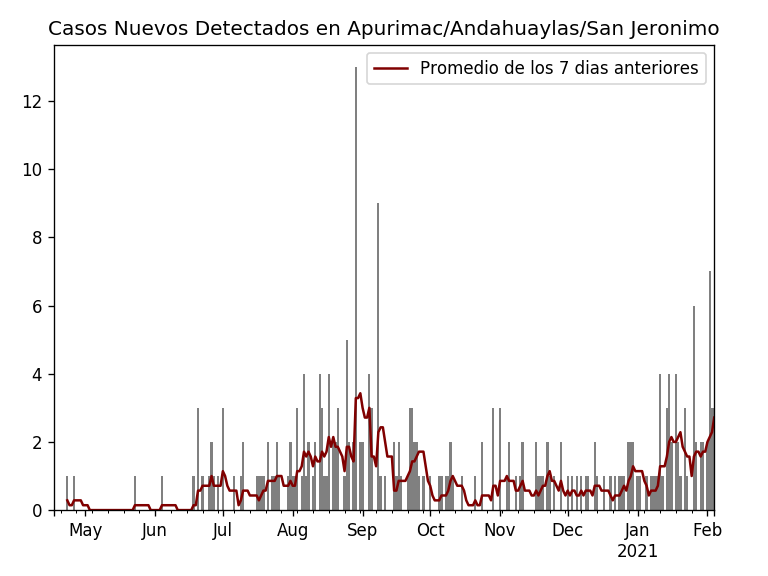 Casos Nuevos Detectados en Apurimac/Andahuaylas/San Jeronimo
Promedio de los 7 dias anteriores
12
10
8
6
4
2
0
May Jun Jul Aug Sep Oct Nov Dec Jan Feb
2021